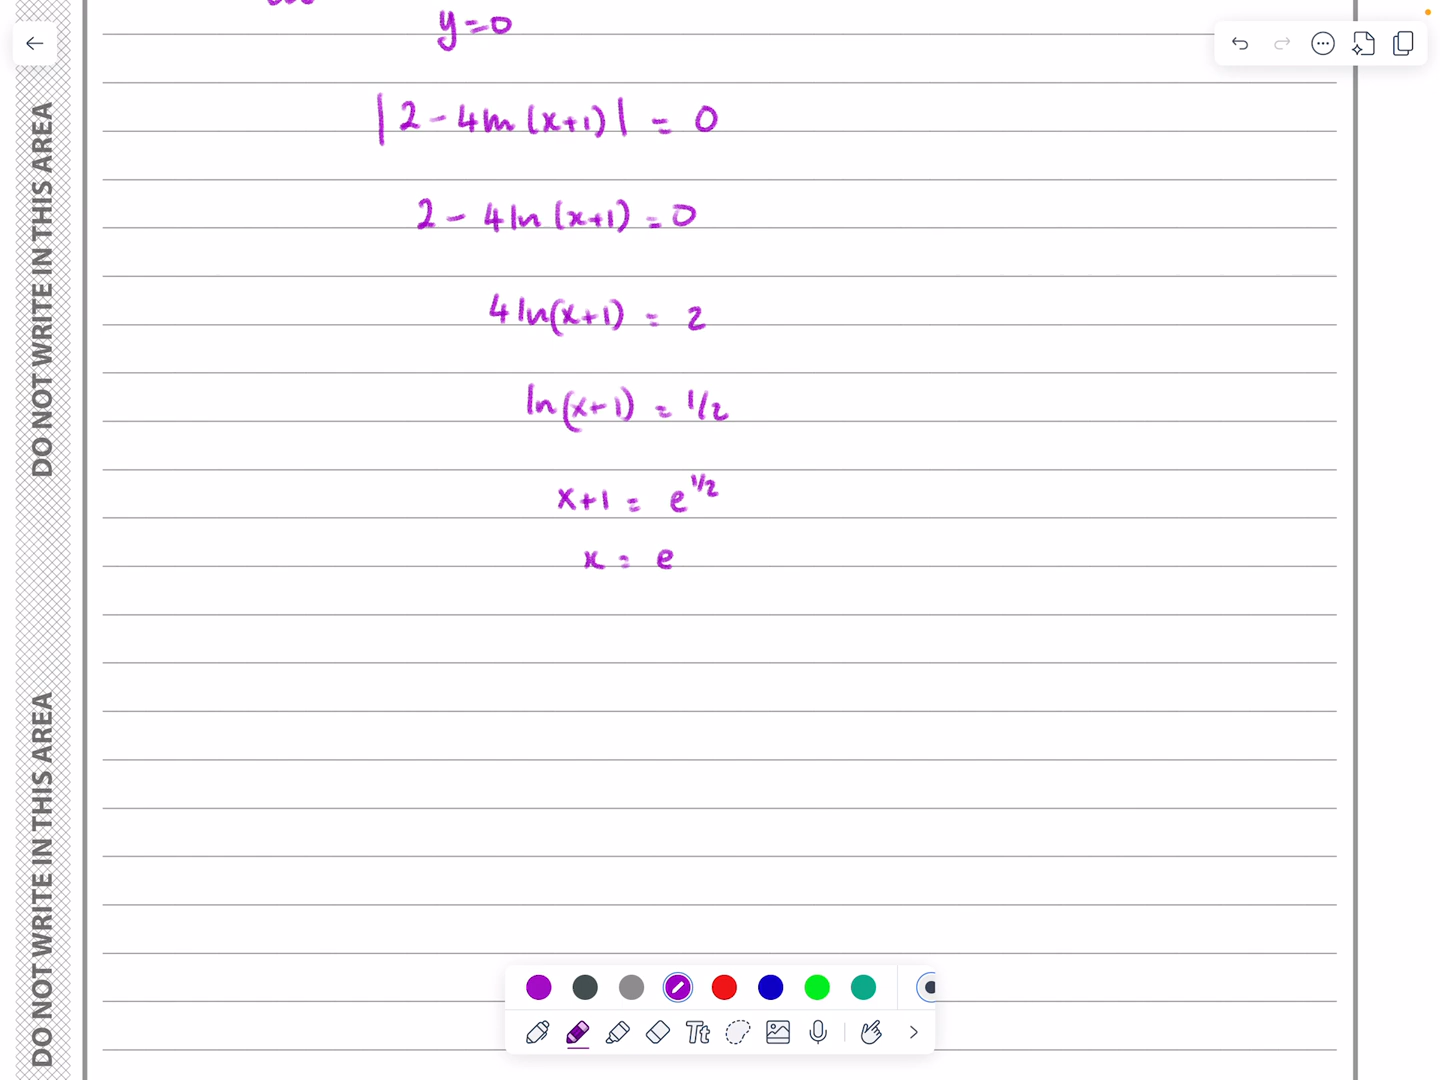 y=0
|2-4ln(x+1)| = 0
2-4ln(x+1)=0
4ln(x+1) = 2
ln(x+1) = 1/2
x+1 = e^1/2
x = e
DO NOT WRITE IN THIS AREA
DO NOT WRITE IN THIS AREA
Tt